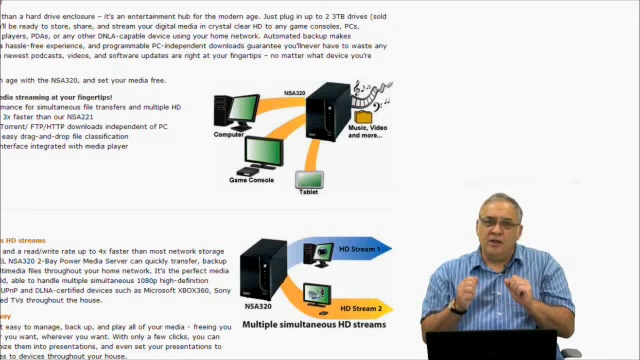 than a hard drive enclosure – it's an entertainment hub for the modern age. Just plug in up to 2 3TB drives (sold
'll be ready to store, share, and stream your digital media in crystal clear HD to any game consoles, PCs,
players, PDAs, or any other DNLA-capable device using your home network. Automated backup makes
a hassle-free experience, and programmable PC-independent downloads guarantee you'llnever have to waste any
newest podcasts, videos, and software updates are right at your fingertips – no matter what device you're
age with the NSA320, and set your media free.
edia streaming at your fingertips!
mance for simultaneous file transfers and multiple HD
3x faster than our NSA221
Torrent/ FTP/HTTP downloads independent of PC
easy drag-and-drop file classification
nterface integrated with media player
NSA320
Computer
Music, Video
and more...
Game Console
Tablet
s HD streams
and a read/write rate up to 4x faster than most network storage
EL NSA320 2-Bay Power Media Server can quickly transfer, backup
ltimedia files throughout your home network. It's the perfect media
ld, able to handle multiple simultaneous 1080p high-definition
UPnP and DLNA-certified devices such as Microsoft XBOX360, Sony
ed TVs throughout the house.
HD Stream 1
HD Stream 2
NSA320
Multiple simultaneous HD streams
way
t easy to manage, back up, and play all of your media - freeing you
r you want, wherever you want. With only a few clicks, you can
nize them into presentations, and even set your presentations to
es to devices throughout your house.